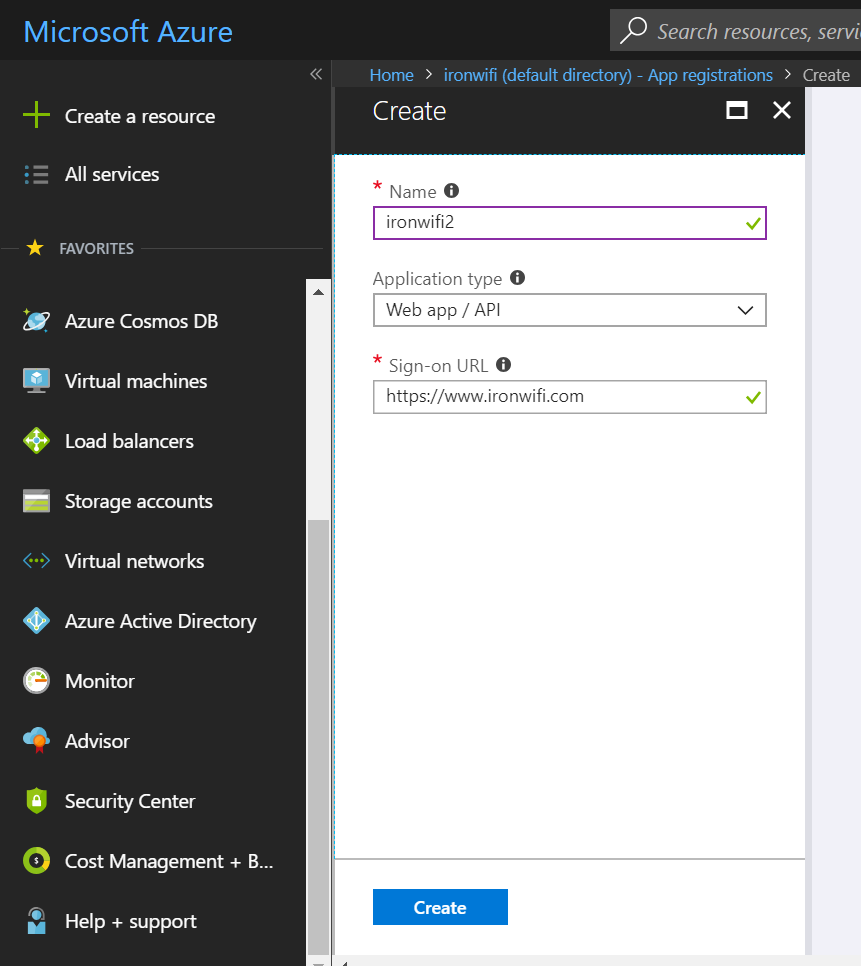 Microsoft Azure
Search resources, servi
Home > ironwifi (default directory) - App registrations > Create
Create a resource
All services
FAVORITES
Azure Cosmos DB
Virtual machines
Load balancers
Storage accounts
Virtual networks
Azure Active Directory
Monitor
Advisor
Security Center
Cost Management + B...
Help + support
Create
* Name
ironwifi2
Application type
Web app / API
* Sign-on URL
https://www.ironwifi.com
Create